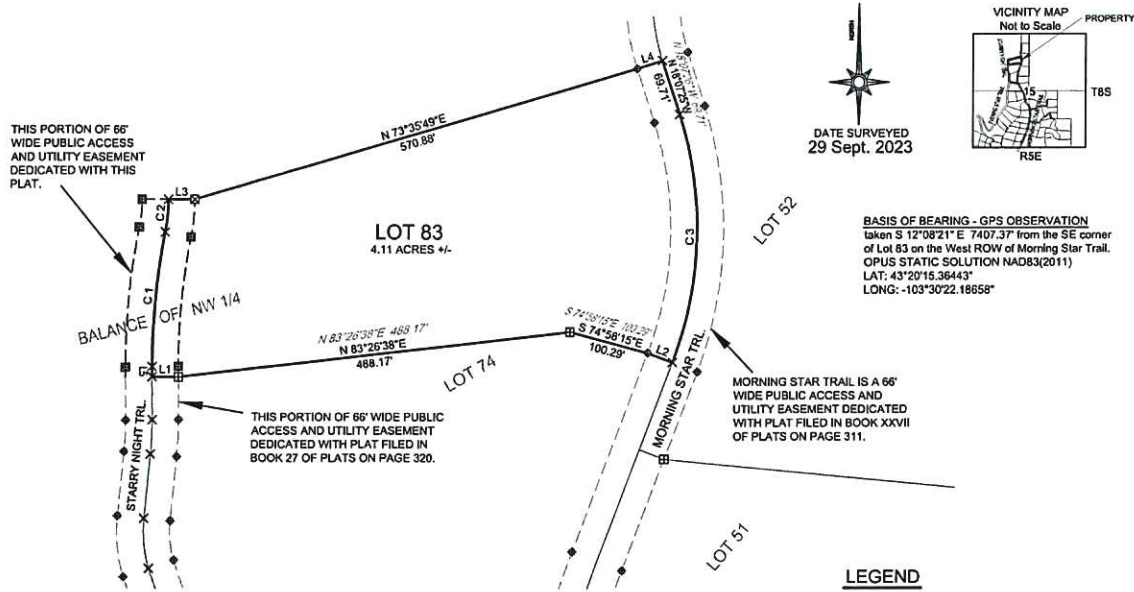 VICINITY MAP
Not to Scale
PROPERTY
15
T8S
R5E
NORTH
DATE SURVEYED
29 Sept. 2023
THIS PORTION OF 66'
WIDE PUBLIC ACCESS
AND UTILITY EASEMENT
DEDICATED WITH THIS
PLAT.
N 73°35'49"E
570.88'
L4
N 18°07'25"W
69.71'
L3
C2
LOT 83
4.11 ACRES +/-
C3
LOT 52
BASIS OF BEARING - GPS OBSERVATION
taken S 12°08'21" E 7407.37' from the SE corner
of Lot 83 on the West ROW of Morning Star Trail.
OPUS STATIC SOLUTION NAD83(2011)
LAT: 43°20'15.36443"
LONG: -103°30'22.18658"
C1
BALANCE OF NW 1/4
N 83°26'38"E 488.17'
N 83°26'38"E
468.17'
S 74°58'15"E 100.29'
S 74°58'15"E
100.29'
L2
L1
LOT 74
MORNING STAR TRL.
STARRY NIGHT TRL.
THIS PORTION OF 66' WIDE PUBLIC
ACCESS AND UTILITY EASEMENT
DEDICATED WITH PLAT FILED IN
BOOK 27 OF PLATS ON PAGE 320.
MORNING STAR TRAIL IS A 66'
WIDE PUBLIC ACCESS AND
UTILITY EASEMENT DEDICATED
WITH PLAT FILED IN BOOK XXVII
OF PLATS ON PAGE 311.
LOT 51
LEGEND